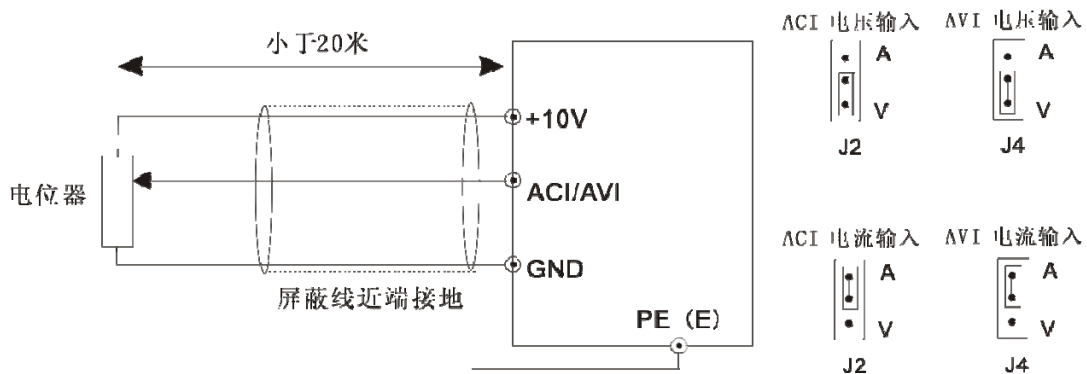 小于20米
+10V
电位器
ACI/AVI
GND
屏蔽线近端接地
PE（E）
ACI 电压输入
AVI 电压输入
A
A
V
V
J2
J4
ACI 电流输入
AVI 电流输入
A
A
V
V
J2
J4